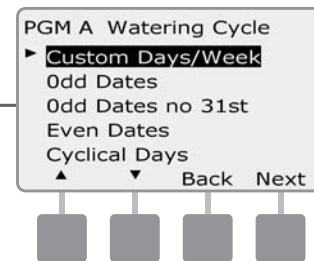 PGM A Watering Cycle
► Custom Days/Week
Odd Dates
Odd Dates no 31st
Even Dates
Cyclical Days
▲ ▼ Back Next